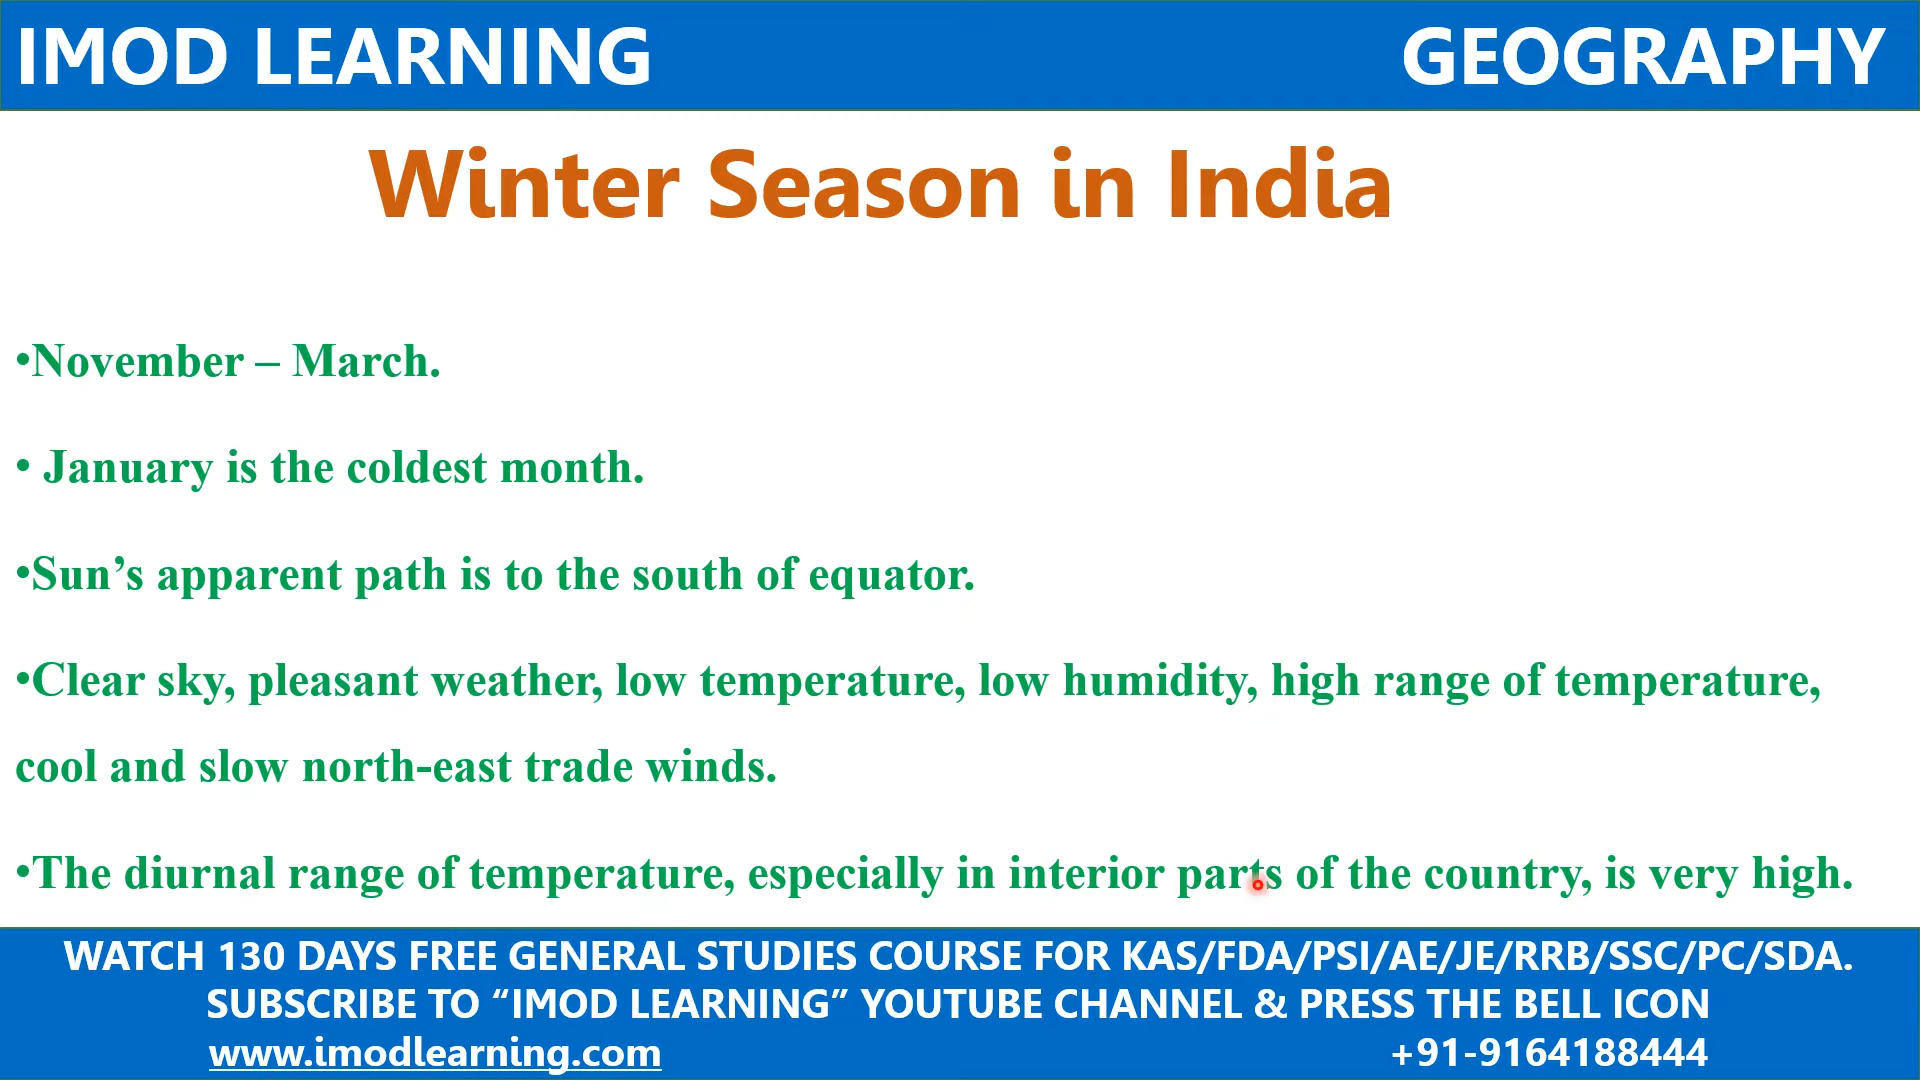 IMOD LEARNING GEOGRAPHY
Winter Season in India
•November – March.
• January is the coldest month.
•Sun’s apparent path is to the south of equator.
•Clear sky, pleasant weather, low temperature, low humidity, high range of temperature,
cool and slow north-east trade winds.
•The diurnal range of temperature, especially in interior parts of the country, is very high.
WATCH 130 DAYS FREE GENERAL STUDIES COURSE FOR KAS/FDA/PSI/AE/JE/RRB/SSC/PC/SDA.
SUBSCRIBE TO “IMOD LEARNING” YOUTUBE CHANNEL & PRESS THE BELL ICON
www.imodlearning.com +91-9164188444